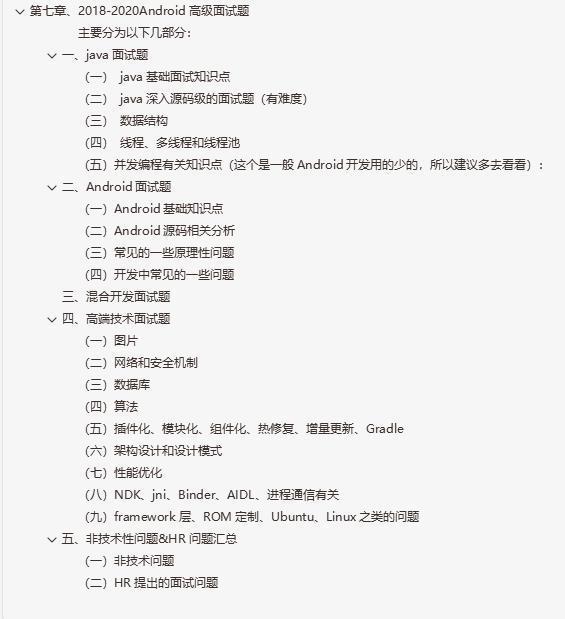 第七章、2018-2020Android 高级面试题
主要分为以下几部分：
一、java 面试题
（一） java 基础面试知识点
（二） java 深入源码级的面试题（有难度）
（三） 数据结构
（四） 线程、多线程和线程池
（五）并发编程有关知识点（这个是一般 Android 开发用的少的，所以建议多去看看）：
二、Android 面试题
（一）Android 基础知识点
（二）Android 源码相关分析
（三）常见的一些原理性问题
（四）开发中常见的一些问题
三、混合开发面试题
四、高端技术面试题
（一）图片
（二）网络和安全机制
（三）数据库
（四）算法
（五）插件化、模块化、组件化、热修复、增量更新、Gradle
（六）架构设计和设计模式
（七）性能优化
（八）NDK、jni、Binder、AIDL、进程通信有关
（九）framework 层、ROM 定制、Ubuntu、Linux 之类的问题
五、非技术性问题&HR 问题汇总
（一）非技术问题
（二）HR 提出的面试问题